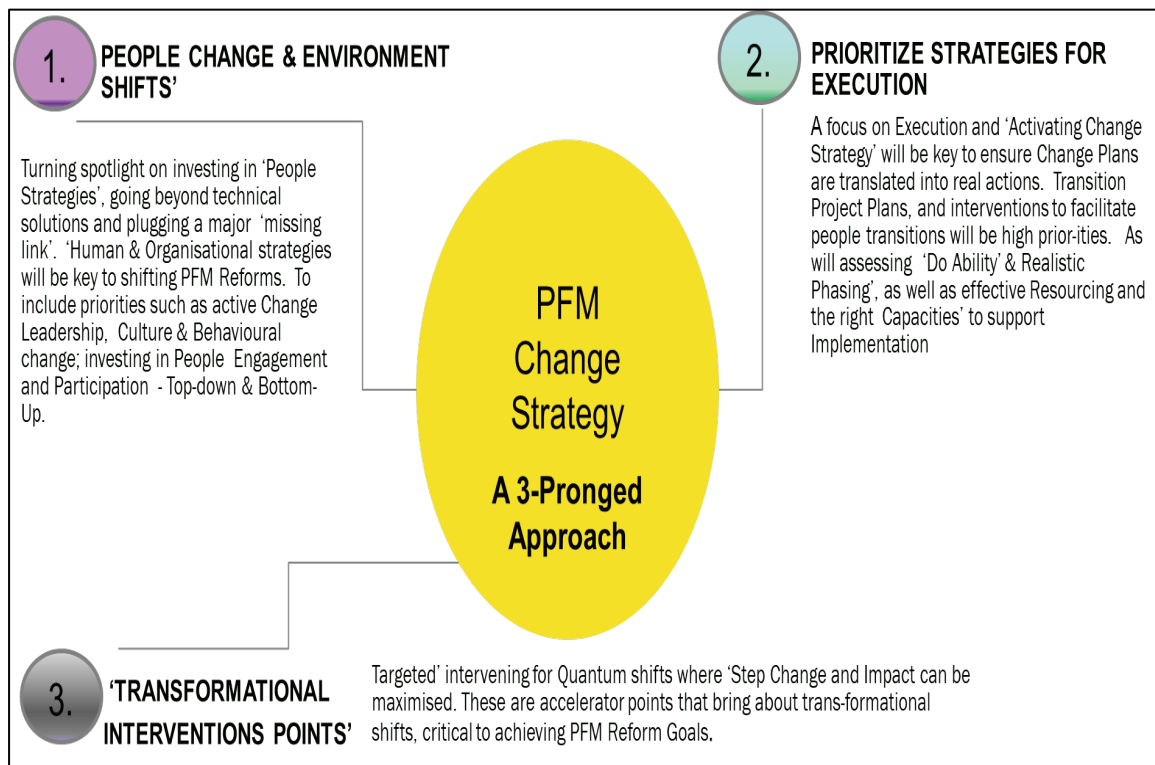 1.
PEOPLE CHANGE & ENVIRONMENT
SHIFTS’
Turning spotlight on investing in ‘People
Strategies’, going beyond technical
solutions and plugging a major ‘missing
link’. ‘Human & Organisational strategies
will be key to shifting PFM Reforms. To
include priorities such as active Change
Leadership, Culture & Behavioural
change; investing in People Engagement
and Participation - Top-down & Bottom-
Up.
2.
PRIORITIZE STRATEGIES FOR
EXECUTION
A focus on Execution and ‘Activating Change
Strategy’ will be key to ensure Change Plans
are translated into real actions. Transition
Project Plans, and interventions to facilitate
people transitions will be high prior-ities. As
will assessing ‘Do Ability’ & Realistic
Phasing’, as well as effective Resourcing and
the right Capacities’ to support
Implementation
PFM
Change
Strategy
A 3-Pronged
Approach
3.
‘TRANSFORMATIONAL
INTERVENTIONS POINTS’
Targeted’ intervening for Quantum shifts where ‘Step Change and Impact can be
maximised. These are accelerator points that bring about trans-formational
shifts, critical to achieving PFM Reform Goals.